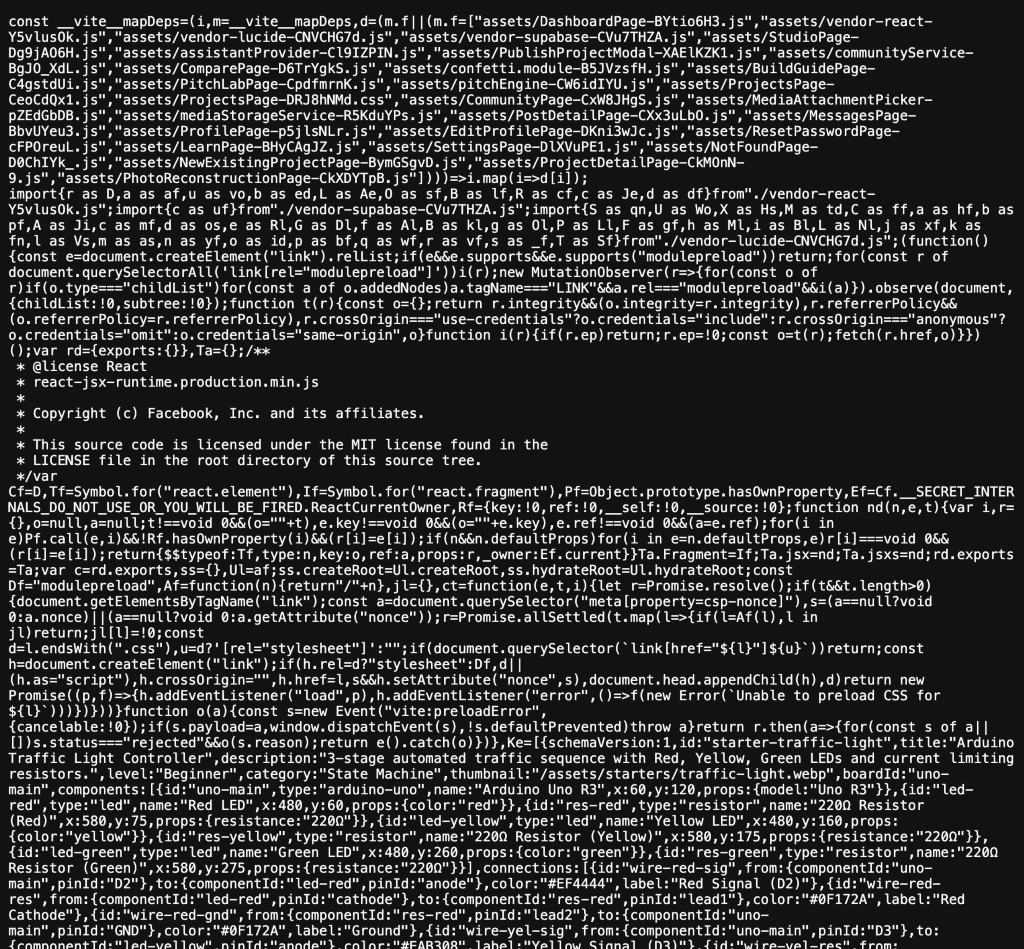 const __vite__mapDeps=(i,m=__vite__mapDeps,d=(m.f||(m.f=["assets/DashboardPage-BYtio6H3.js","assets/vendor-react-
Y5vlusOk.js","assets/vendor-lucide-CNVCHG7d.js","assets/vendor-supabase-CVu7THZA.js","assets/StudioPage-
Dg9jAO6H.js","assets/assistantProvider-Cl9IZPIN.js","assets/PublishProjectModal-XAElKZK1.js","assets/communityService-
BgJO_XdL.js","assets/ComparePage-D6TrYgkS.js","assets/confetti.module-B5JVzsfH.js","assets/BuildGuidePage-
C4gstdUi.js","assets/PitchLabPage-CpdfmrnK.js","assets/pitchEngine-CW6idIYU.js","assets/ProjectsPage-
CeoCdQx1.js","assets/ProjectsPage-DRJ8hNMd.css","assets/CommunityPage-CxW8JHgS.js","assets/MediaAttachmentPicker-
pZEdGbDB.js","assets/mediaStorageService-R5KduYPs.js","assets/PostDetailPage-CXx3uLbO.js","assets/MessagesPage-
BbvUYeu3.js","assets/ProfilePage-p5jlsNLr.js","assets/EditProfilePage-DKni3wJc.js","assets/ResetPasswordPage-
cFPOreuL.js","assets/LearnPage-BHyCAgJZ.js","assets/SettingsPage-DlXVuPE1.js","assets/NotFoundPage-
D0ChIYk_.js","assets/NewExistingProjectPage-BymGSgvD.js","assets/ProjectDetailPage-CkMOnN-
9.js","assets/PhotoReconstructionPage-CkXDYTpB.js"])))=>i.map(i=>d[i]);
import{r as D,a as af,u as vo,b as ed,L as Ae,O as sf,B as lf,R as cf,c as Je,d as df}from"./vendor-react-
Y5vlusOk.js";import{c as uf}from"./vendor-supabase-CVu7THZA.js";import{S as qn,U as Wo,X as Hs,M as td,C as ff,a as hf,b as
pf,A as Ji,c as mf,d as os,e as Rl,G as Dl,f as Al,B as kl,g as Ol,P as Ll,F as gf,h as Ml,i as Bl,L as Nl,j as xf,k as
fn,l as Vs,m as as,n as yf,o as id,p as bf,q as wf,r as vf,s as _f,T as Sf}from"./vendor-lucide-CNVCHG7d.js";(function()
{const e=document.createElement("link").relList;if(e&&e.supports&&e.supports("modulepreload"))return;for(const r of
document.querySelectorAll('link[rel="modulepreload"]'))i(r);new MutationObserver(r=>{for(const o of
r)if(o.type==="childList")for(const a of o.addedNodes)a.tagName==="LINK"&&a.rel==="modulepreload"&&i(a)}).observe(document,
{childList:!0,subtree:!0});function t(r){const o={};return r.integrity&&(o.integrity=r.integrity),r.referrerPolicy&&
(o.referrerPolicy=r.referrerPolicy),r.crossOrigin==="use-credentials"?o.credentials="include":r.crossOrigin==="anonymous"?
o.credentials="omit":o.credentials="same-origin",o}function i(r){if(r.ep)return;r.ep=!0;const o=t(r);fetch(r.href,o)}})
();var rd={exports:{}},Ta={};/**
 * @license React
 * react-jsx-runtime.production.min.js
 *
 * Copyright (c) Facebook, Inc. and its affiliates.
 *
 * This source code is licensed under the MIT license found in the
 * LICENSE file in the root directory of this source tree.
 */var
Cf=D,Tf=Symbol.for("react.element"),If=Symbol.for("react.fragment"),Pf=Object.prototype.hasOwnProperty,Ef=Cf.__SECRET_INTER
NALS_DO_NOT_USE_OR_YOU_WILL_BE_FIRED.ReactCurrentOwner,Rf={key:!0,ref:!0,__self:!0,__source:!0};function nd(n,e,t){var i,r=
{},o=null,a=null;t!==void 0&&(o=""+t),e.key!==void 0&&(o=""+e.key),e.ref!==void 0&&(a=e.ref);for(i in
e)Pf.call(e,i)&&!Rf.hasOwnProperty(i)&&(r[i]=e[i]);if(n&&n.defaultProps)for(i in e=n.defaultProps,e)r[i]===void 0&&
(r[i]=e[i]);return{$$typeof:Tf,type:n,key:o,ref:a,props:r,_owner:Ef.current}}Ta.Fragment=If;Ta.jsx=nd;Ta.jsxs=nd;rd.exports
=Ta;var c=rd.exports,ss={},Ul=af;ss.createRoot=Ul.createRoot,ss.hydrateRoot=Ul.hydrateRoot;const
Df="modulepreload",Af=function(n){return"/"+n},jl={},ct=function(e,t,i){let r=Promise.resolve();if(t&&t.length>0)
{document.getElementsByTagName("link");const a=document.querySelector("meta[property=csp-nonce]"),s=(a==null?void
0:a.nonce)||(a==null?void 0:a.getAttribute("nonce"));r=Promise.allSettled(t.map(l=>{if(l=Af(l),l in
jl)return;jl[l]=!0;const
d=l.endsWith(".css"),u=d?'[rel="stylesheet"]':"";if(document.querySelector(`link[href="${l}"]${u}`))return;const
h=document.createElement("link");if(h.rel=d?"stylesheet":Df,d||
(h.as="script"),h.crossOrigin="",h.href=l,s&&h.setAttribute("nonce",s),document.head.appendChild(h),d)return new
Promise((p,f)=>{h.addEventListener("load",p),h.addEventListener("error",()=>f(new Error(`Unable to preload CSS for
${l}`)))})}))}function o(a){const s=new Event("vite:preloadError",
{cancelable:!0});if(s.payload=a,window.dispatchEvent(s),!s.defaultPrevented)throw a}return r.then(a=>{for(const s of a||
[])s.status==="rejected"&&o(s.reason);return e().catch(o)})},Ke=[{schemaVersion:1,id:"starter-traffic-light",title:"Arduino
Traffic Light Controller",description:"3-stage automated traffic sequence with Red, Yellow, Green LEDs and current limiting
resistors.",level:"Beginner",category:"State Machine",thumbnail:"/assets/starters/traffic-light.webp",boardId:"uno-
main",components:[{id:"uno-main",type:"arduino-uno",name:"Arduino Uno R3",x:60,y:120,props:{model:"Uno R3"}},{id:"led-
red",type:"led",name:"Red LED",x:480,y:60,props:{color:"red"}},{id:"res-red",type:"resistor",name:"220Ω Resistor
(Red)",x:580,y:75,props:{resistance:"220Ω"}},{id:"led-yellow",type:"led",name:"Yellow LED",x:480,y:160,props:
{color:"yellow"}},{id:"res-yellow",type:"resistor",name:"220Ω Resistor (Yellow)",x:580,y:175,props:{resistance:"220Ω"}},
{id:"led-green",type:"led",name:"Green LED",x:480,y:260,props:{color:"green"}},{id:"res-green",type:"resistor",name:"220Ω
Resistor (Green)",x:580,y:275,props:{resistance:"220Ω"}}],connections:[{id:"wire-red-sig",from:{componentId:"uno-
main",pinId:"D2"},to:{componentId:"led-red",pinId:"anode"},color:"#EF4444",label:"Red Signal (D2)"},{id:"wire-red-
res",from:{componentId:"led-red",pinId:"cathode"},to:{componentId:"res-red",pinId:"lead1"},color:"#0F172A",label:"Red
Cathode"},{id:"wire-red-gnd",from:{componentId:"res-red",pinId:"lead2"},to:{componentId:"uno-
main",pinId:"GND"},color:"#0F172A",label:"Ground"},{id:"wire-yel-sig",from:{componentId:"uno-main",pinId:"D3"},to:
{componentId:"led-yellow",pinId:"anode"},color:"#EAB308",label:"Yellow Signal (D3)"},{id:"wire-yel-res",from: